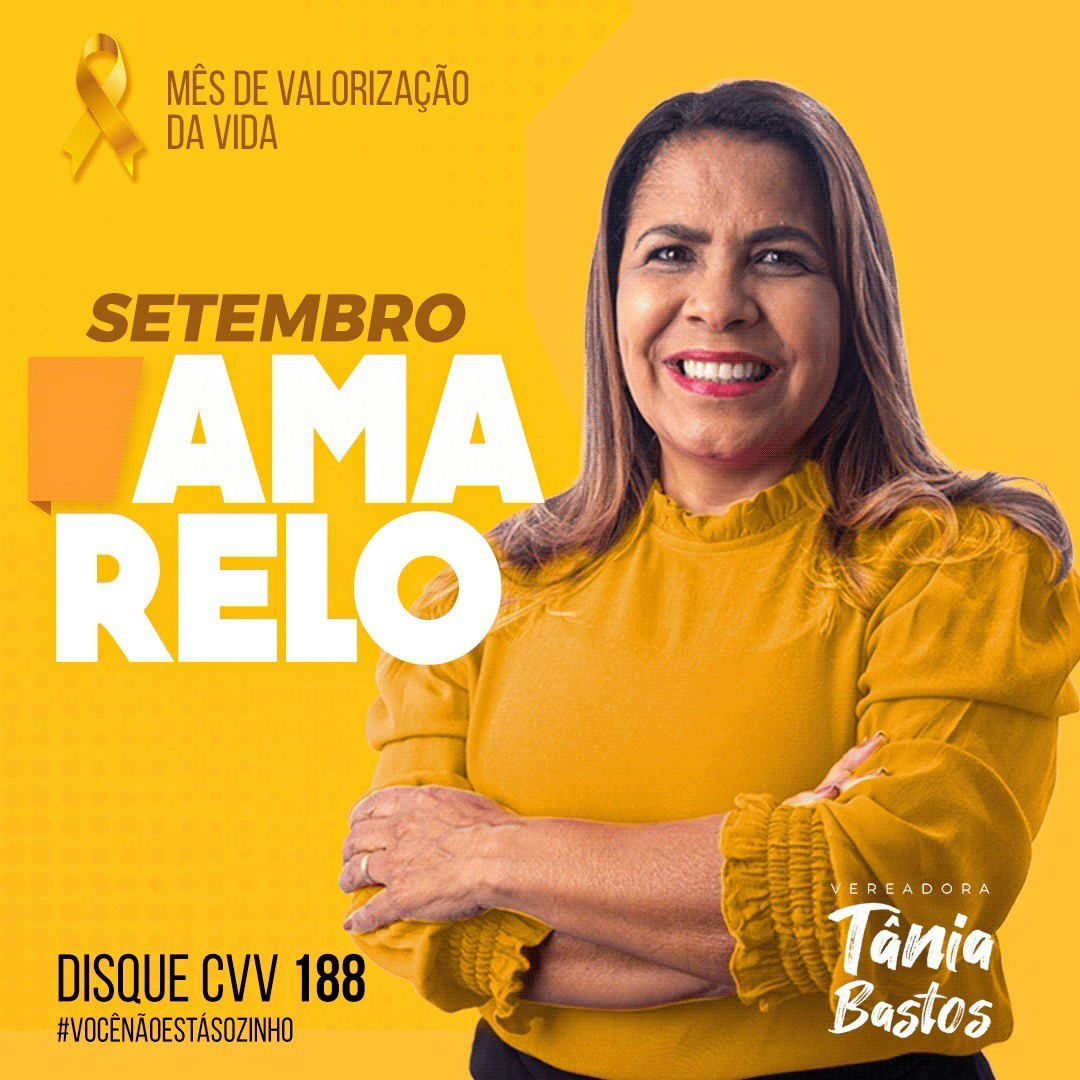 MÊS DE VALORIZAÇÃO
DA VIDA
SETEMBRO
AMA
RELO
DISQUE CVV 188
#VOCÊNÃOESTÁSOZINHO
VEREADORA
Tânia
Bastos